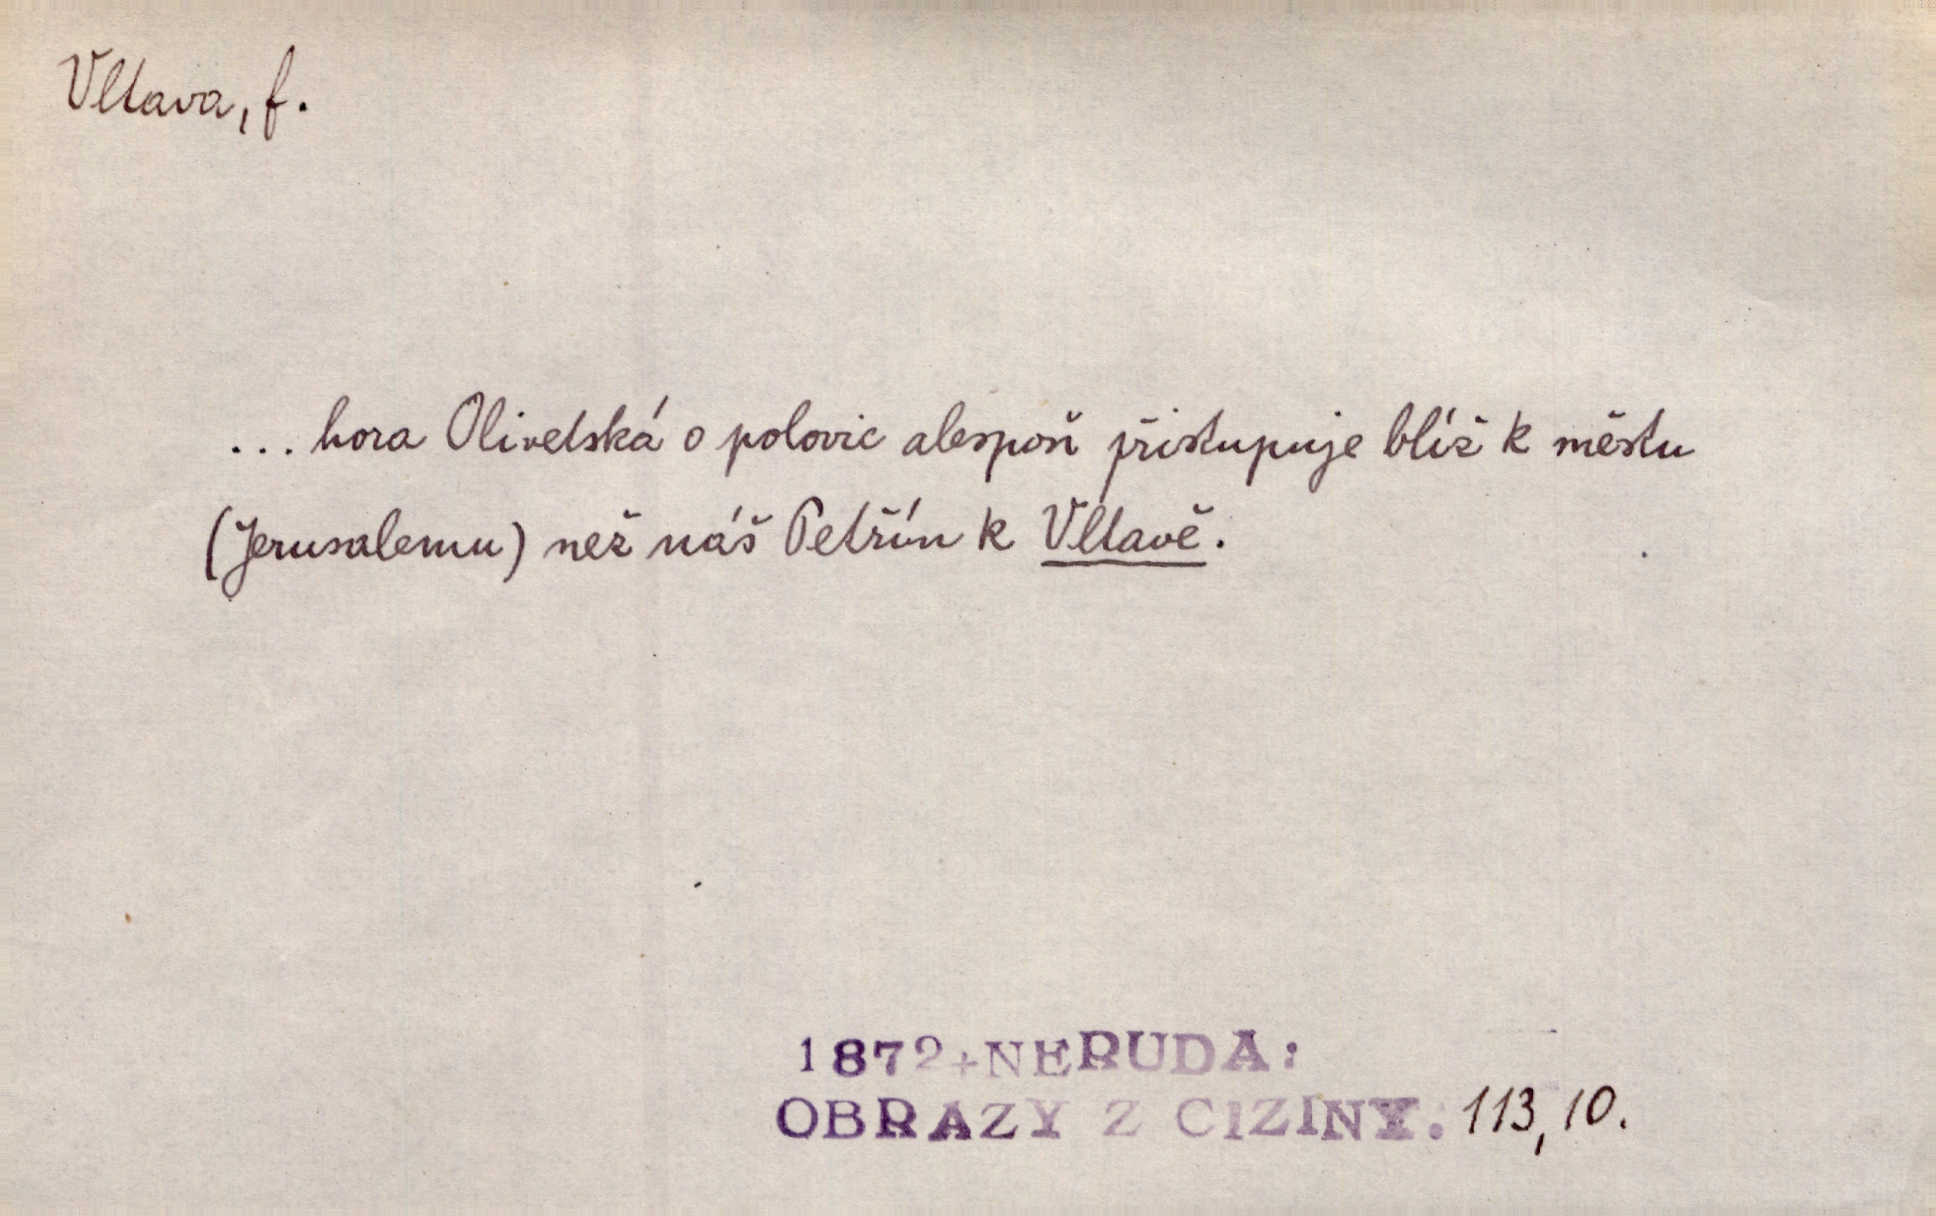 Vltava, f.
... hora Olivetská o polovic alespoň přistupuje blíž k městu
(Jerusalemu) než náš Petřín k Vltavě.
1872+NERUDA:
OBRAZY Z CIZINY. 113,10.